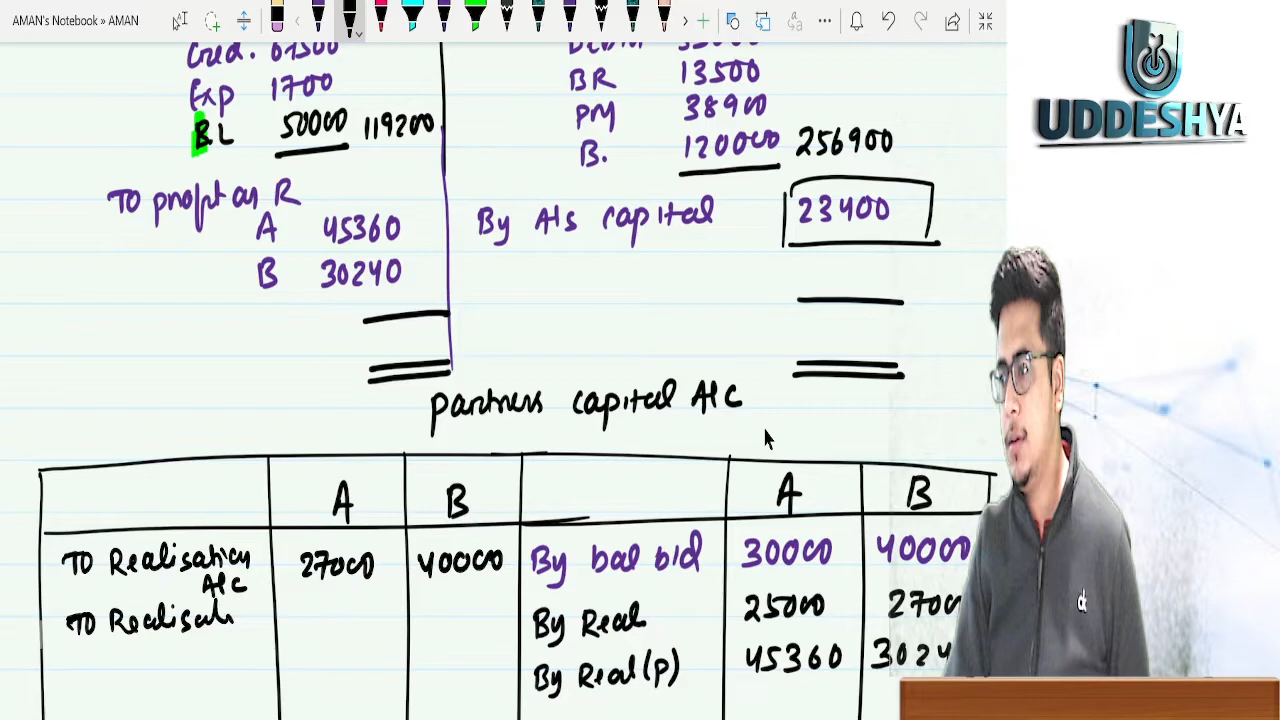 AMAN's Notebook » AMAN
UDDESHYA
Cred. 67500
Exp 1700
BL 50000 119200
BR 13500
PM 38900
B. 120000 256900
To profit on R
A 45360
B 30240
By A's capital 23400
partners capital A/C
A B A B
To Realisation A/C 27000 40000 By bal b/d 30000 40000
To Realisati By Real 25000
By Real(P) 45360